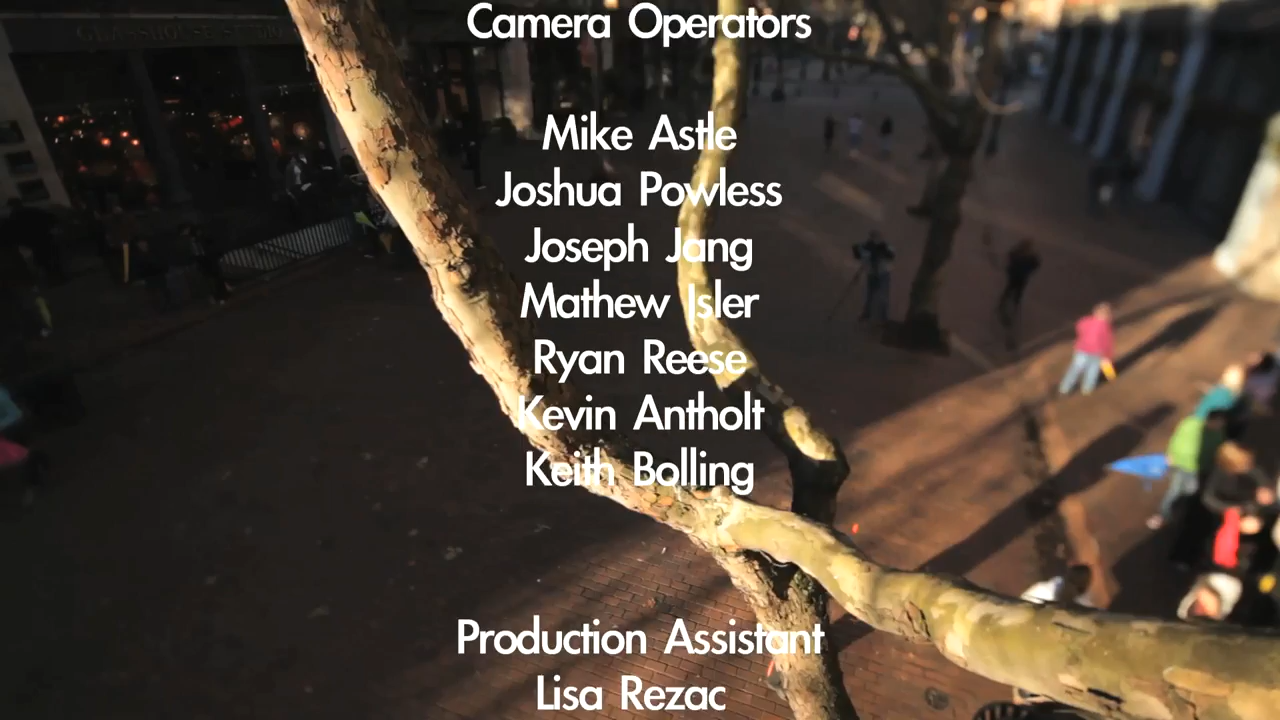 Camera Operators
Mike Astle
Joshua Powless
Joseph Jang
Mathew Isler
Ryan Reese
Kevin Antholt
Keith Bolling
Production Assistant
Lisa Rezac